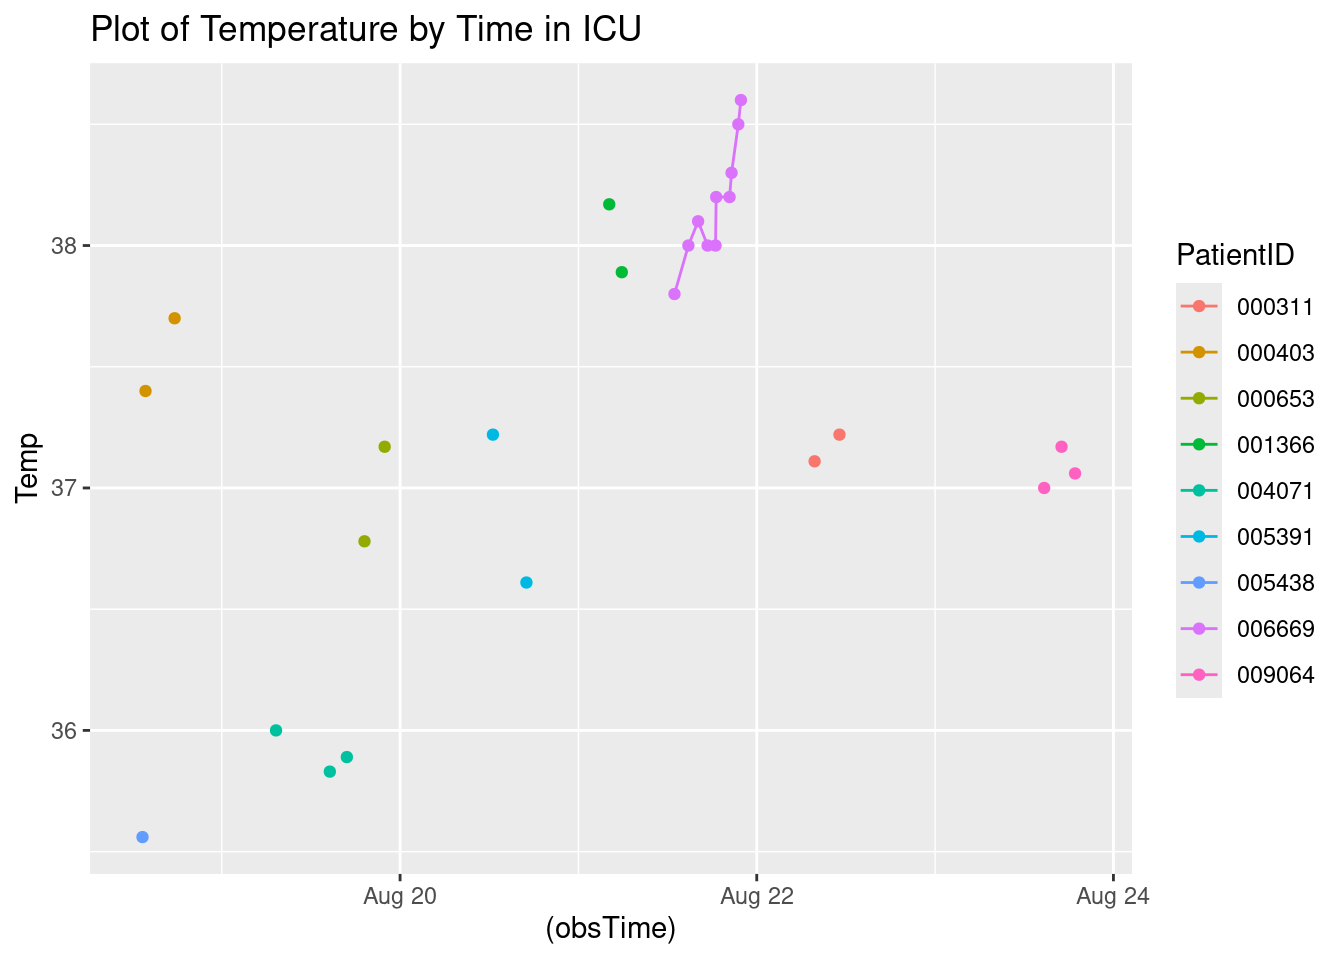 Plot of Temperature by Time in ICU
Temp
38
37
36
Aug 20
Aug 22
Aug 24
(obsTime)
PatientID
000311
000403
000653
001366
004071
005391
005438
006669
009064